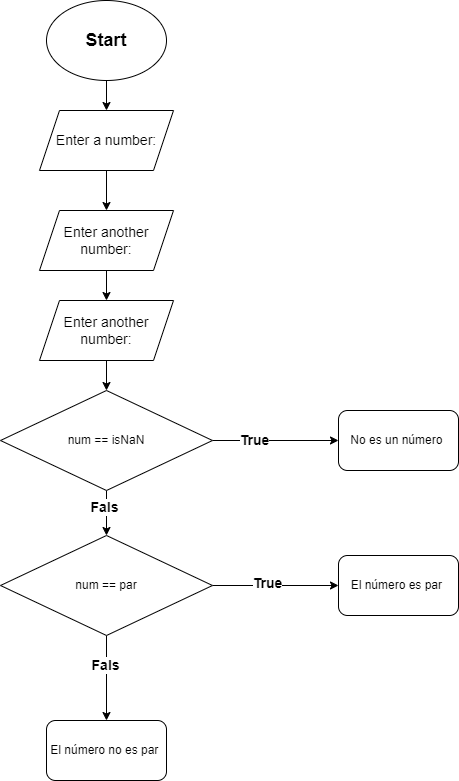 Start
Enter a number:
Enter another
number:
Enter another
number:
num == isNaN
True
No es un número
Fals
num == par
True
El número es par
Fals
El número no es par